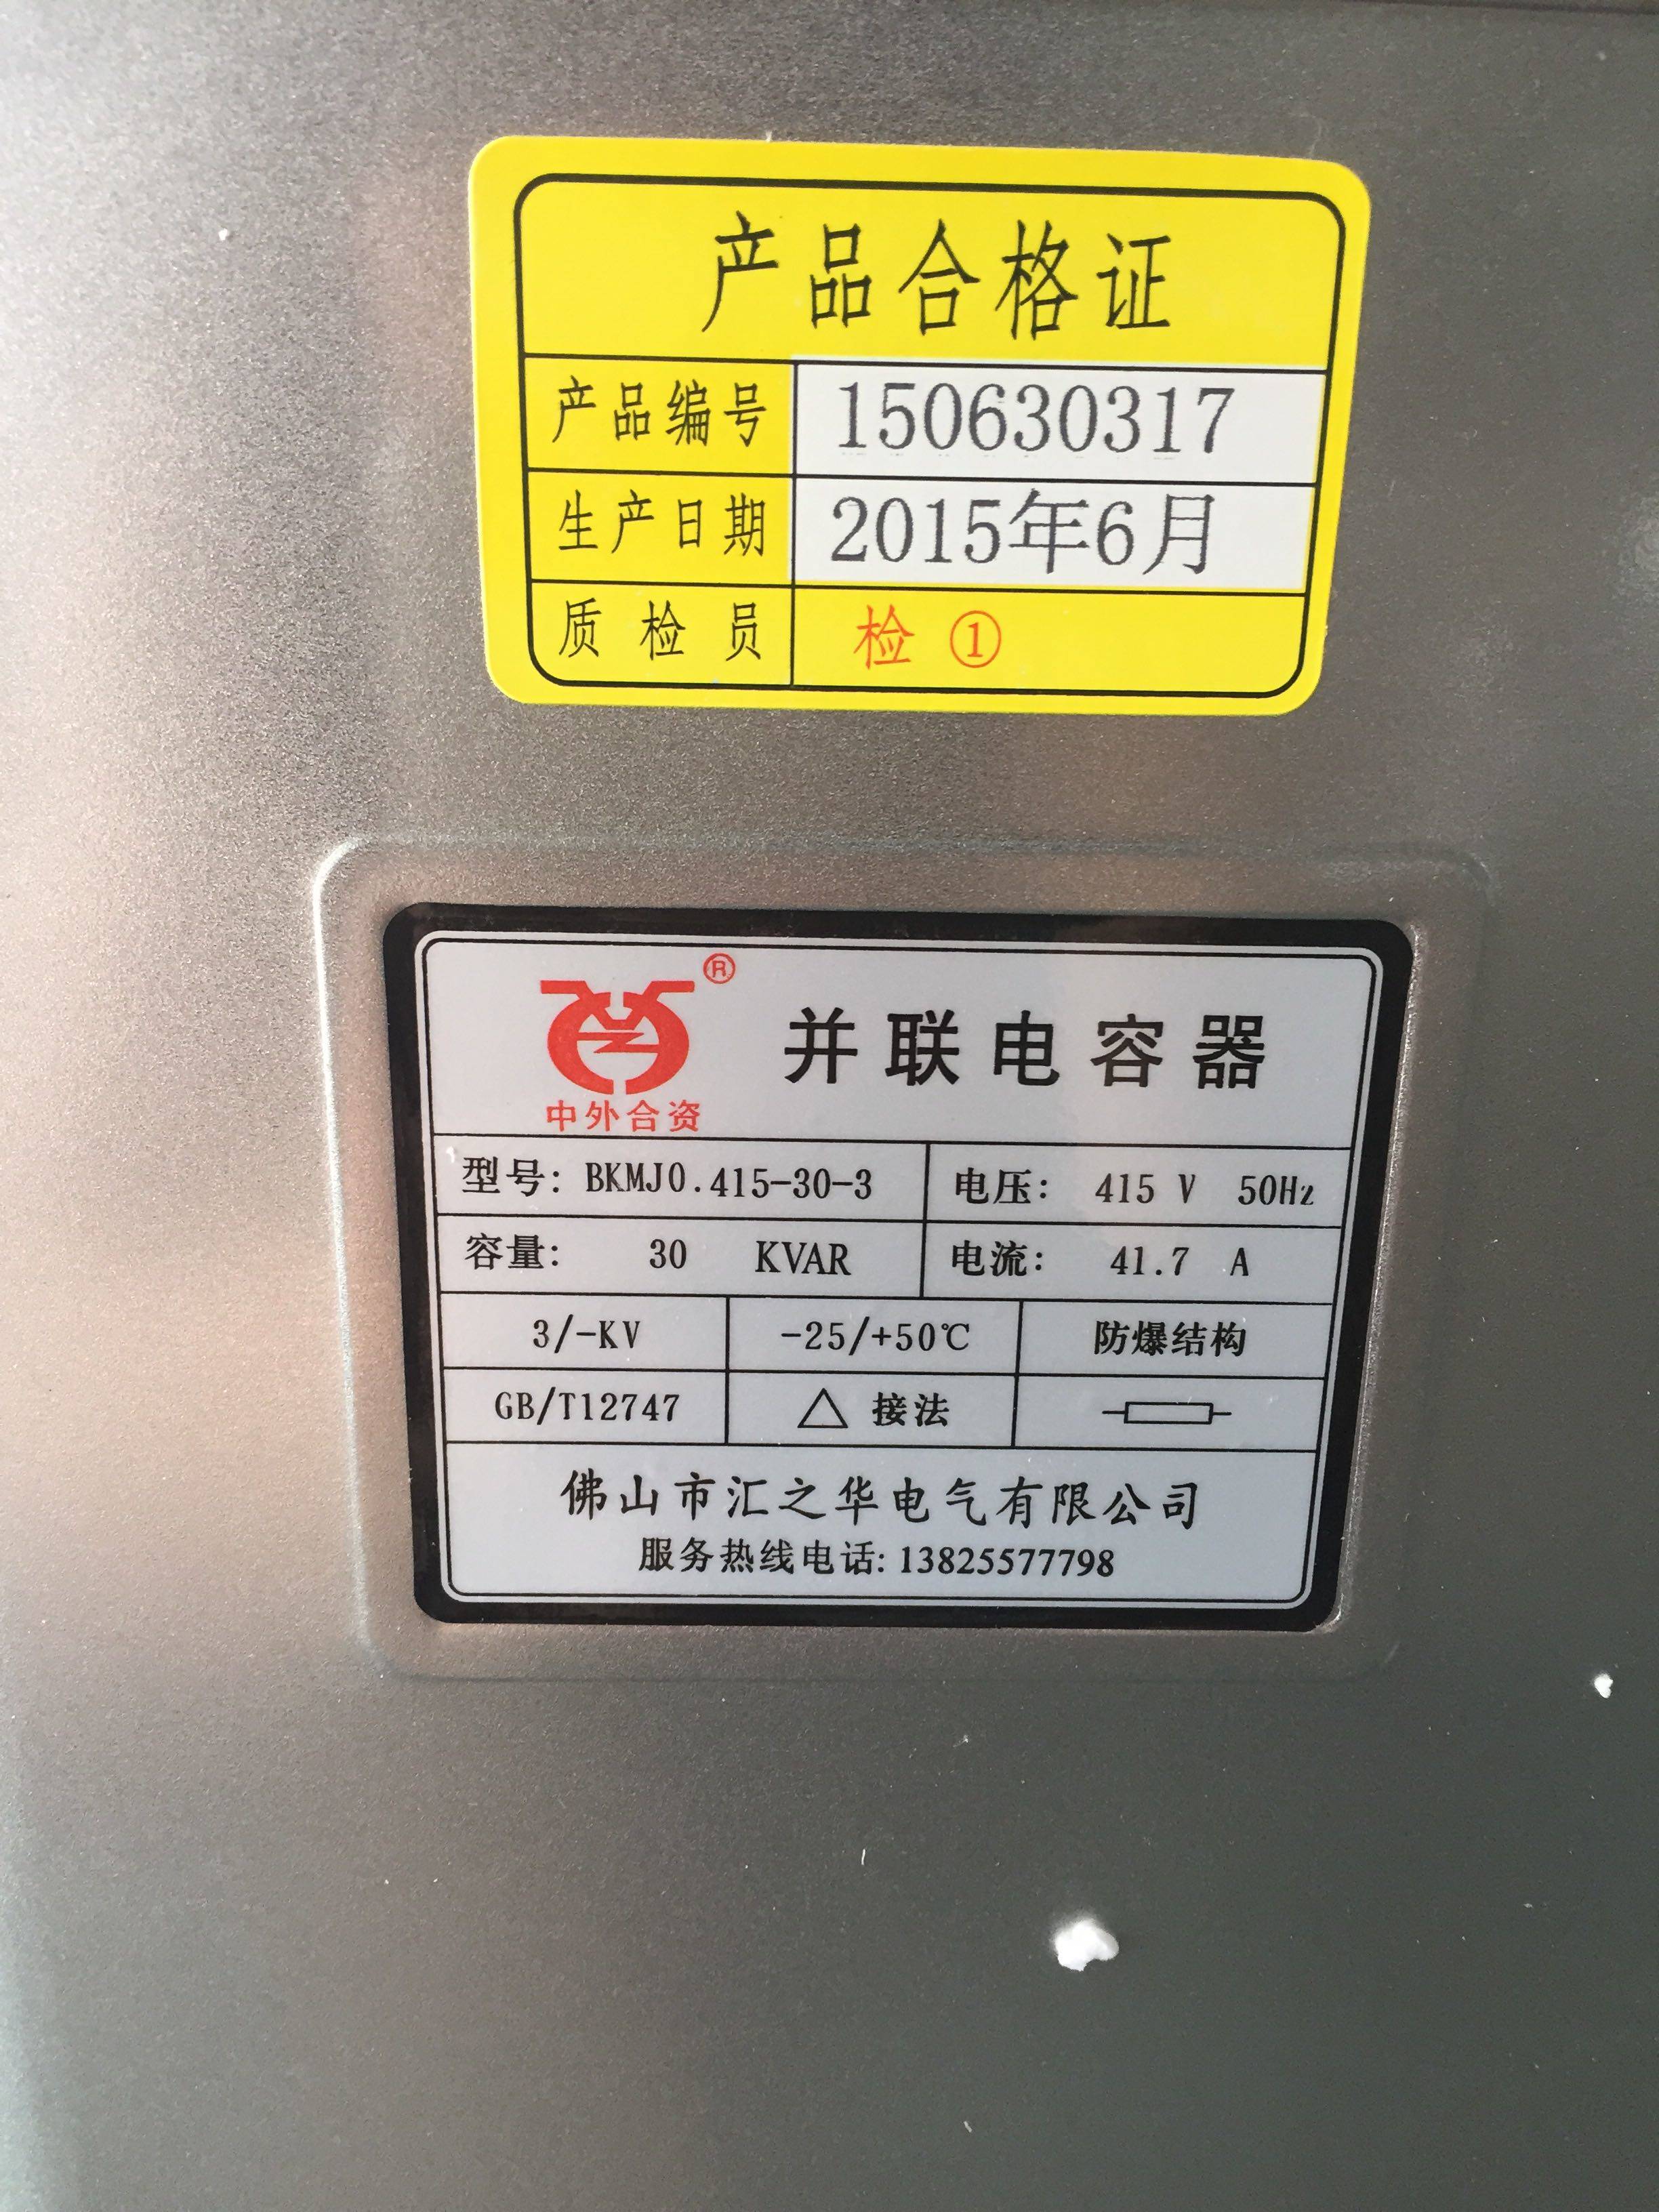 产品合格证
产品编号 150630317
生产日期 2015年6月
质检员 检 ①
®
并联电容器
中外合资
型号: BKMJ0.415-30-3 电压: 415 V 50Hz
容量: 30 KVAR 电流: 41.7 A
3/-KV -25/+50℃ 防爆结构
GB/T12747 △ 接法
佛山市汇之华电气有限公司
服务热线电话: 13825577798